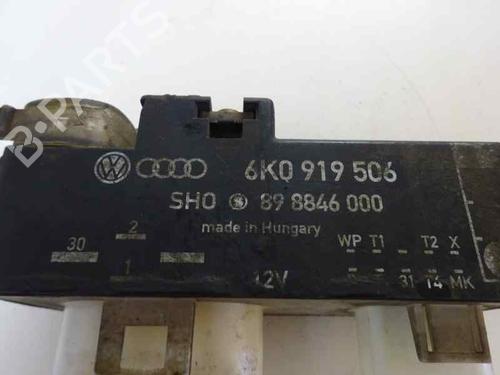 B-PARTS
6K0 919 506
SHO 89 8846 000
made in Hungary
2
WP T1 T2 X
30
1
12V
31 14 MK